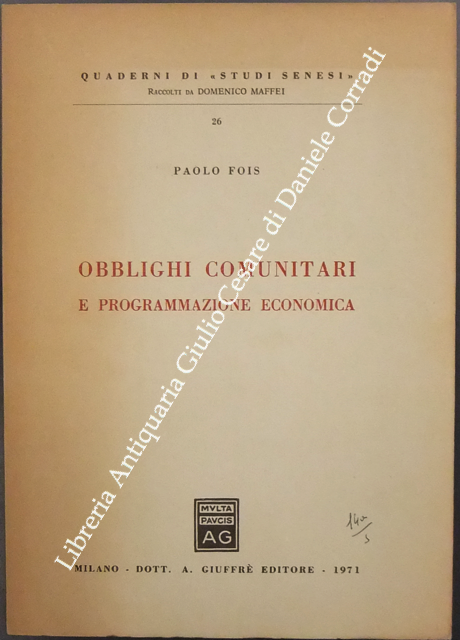 QUADERNI DI «STUDI SENESI»
RACCOLTI DA DOMENICO MAFFEI
26
PAOLO FOIS
OBBLIGHI COMUNITARI
E PROGRAMMAZIONE ECONOMICA
Libreria Antiquaria Giulio Cesare di Daniele Corradi
MVLTA
PAVCIS
AG
MILANO - DOTT. A. GIUFFRÈ EDITORE - 1971